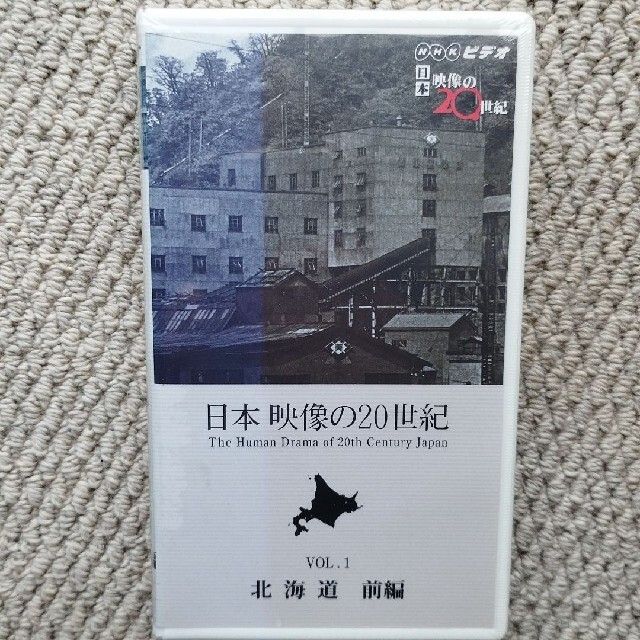 NHKビデオ
日本 映像の
20世紀
日本 映像の20世紀
The Human Drama of 20th Century Japan
VOL.1
北海道 前編